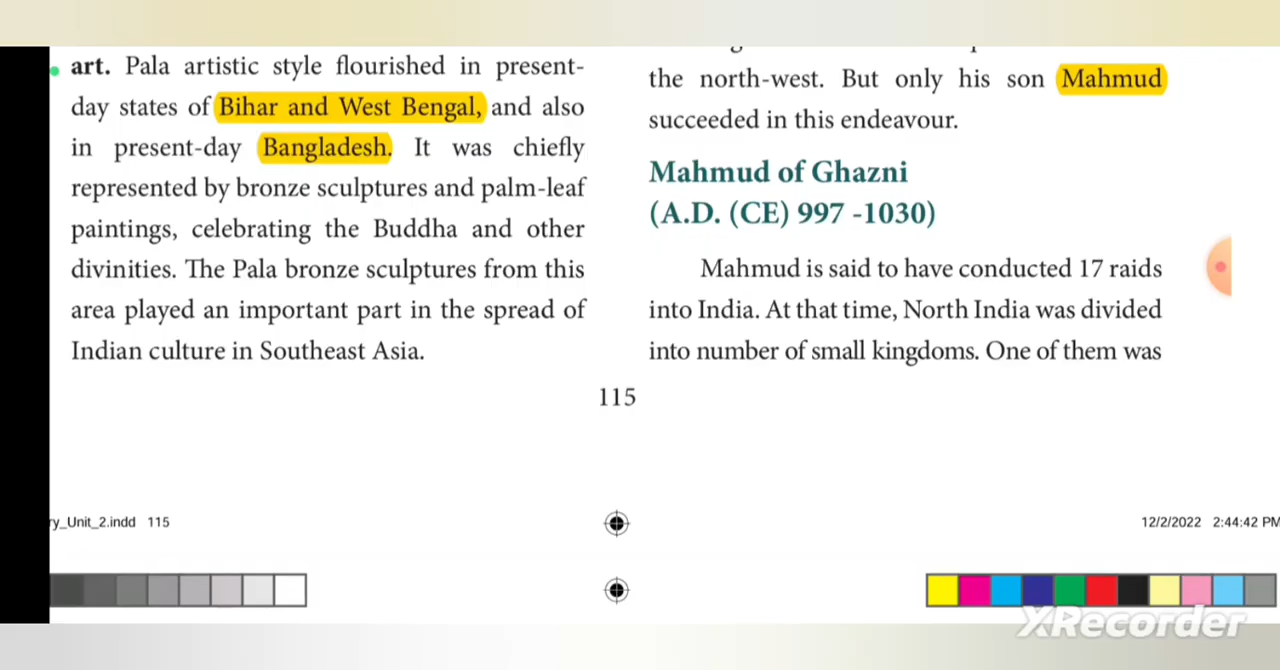 art. Pala artistic style flourished in present-
day states of Bihar and West Bengal, and also
in present-day Bangladesh. It was chiefly
represented by bronze sculptures and palm-leaf
paintings, celebrating the Buddha and other
divinities. The Pala bronze sculptures from this
area played an important part in the spread of
Indian culture in Southeast Asia.
the north-west. But only his son Mahmud
succeeded in this endeavour.
Mahmud of Ghazni
(A.D. (CE) 997 -1030)
Mahmud is said to have conducted 17 raids
into India. At that time, North India was divided
into number of small kingdoms. One of them was
115
ry_Unit_2.indd 115
12/2/2022 2:44:42 PM
XRecorder